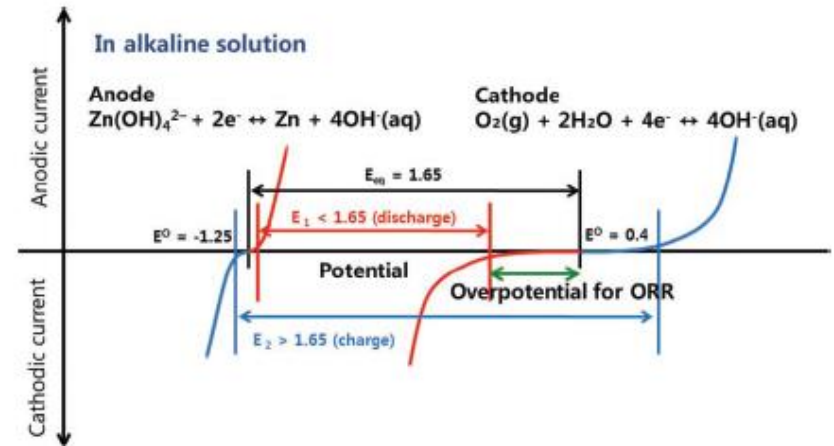 In alkaline solution
Anode
Zn(OH)₄²⁻ + 2e⁻ ↔ Zn + 4OH⁻(aq)
Cathode
O₂(g) + 2H₂O + 4e⁻ ↔ 4OH⁻(aq)
Anodic current
E_eq = 1.65
E₁ < 1.65 (discharge)
E⁰ = -1.25
E⁰ = 0.4
Potential
Overpotential for ORR
E₂ > 1.65 (charge)
Cathodic current